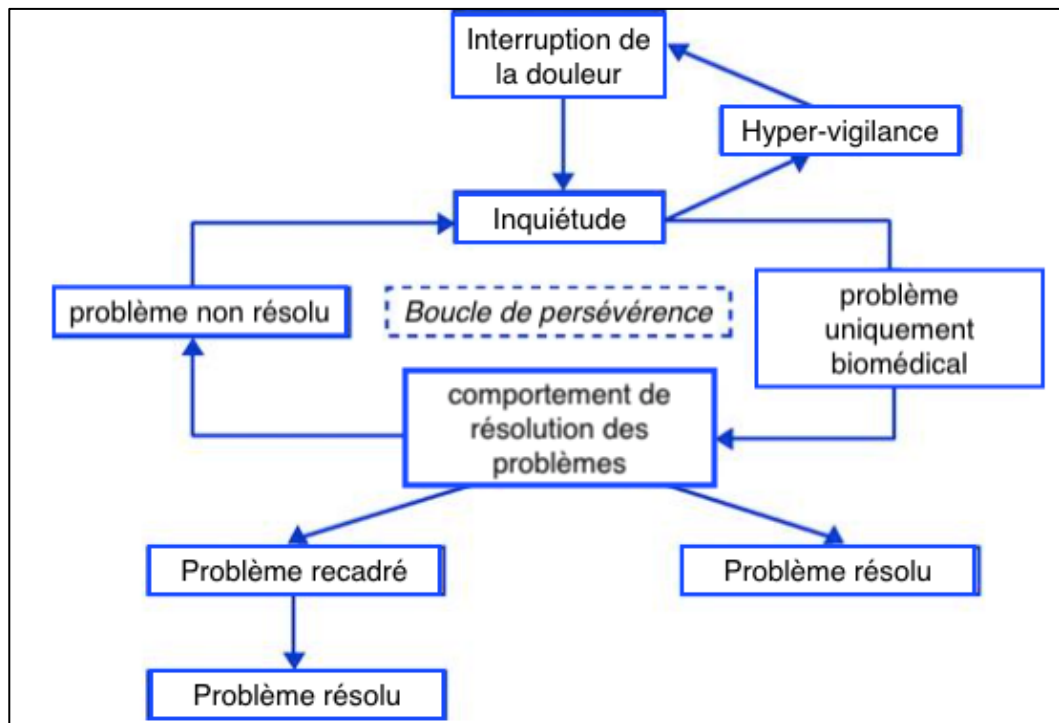 Interruption de
la douleur
Hyper-vigilance
Inquiétude
problème non résolu
Boucle de persévérence
problème
uniquement
biomédical
comportement de
résolution des
problèmes
Problème recadré
Problème résolu
Problème résolu